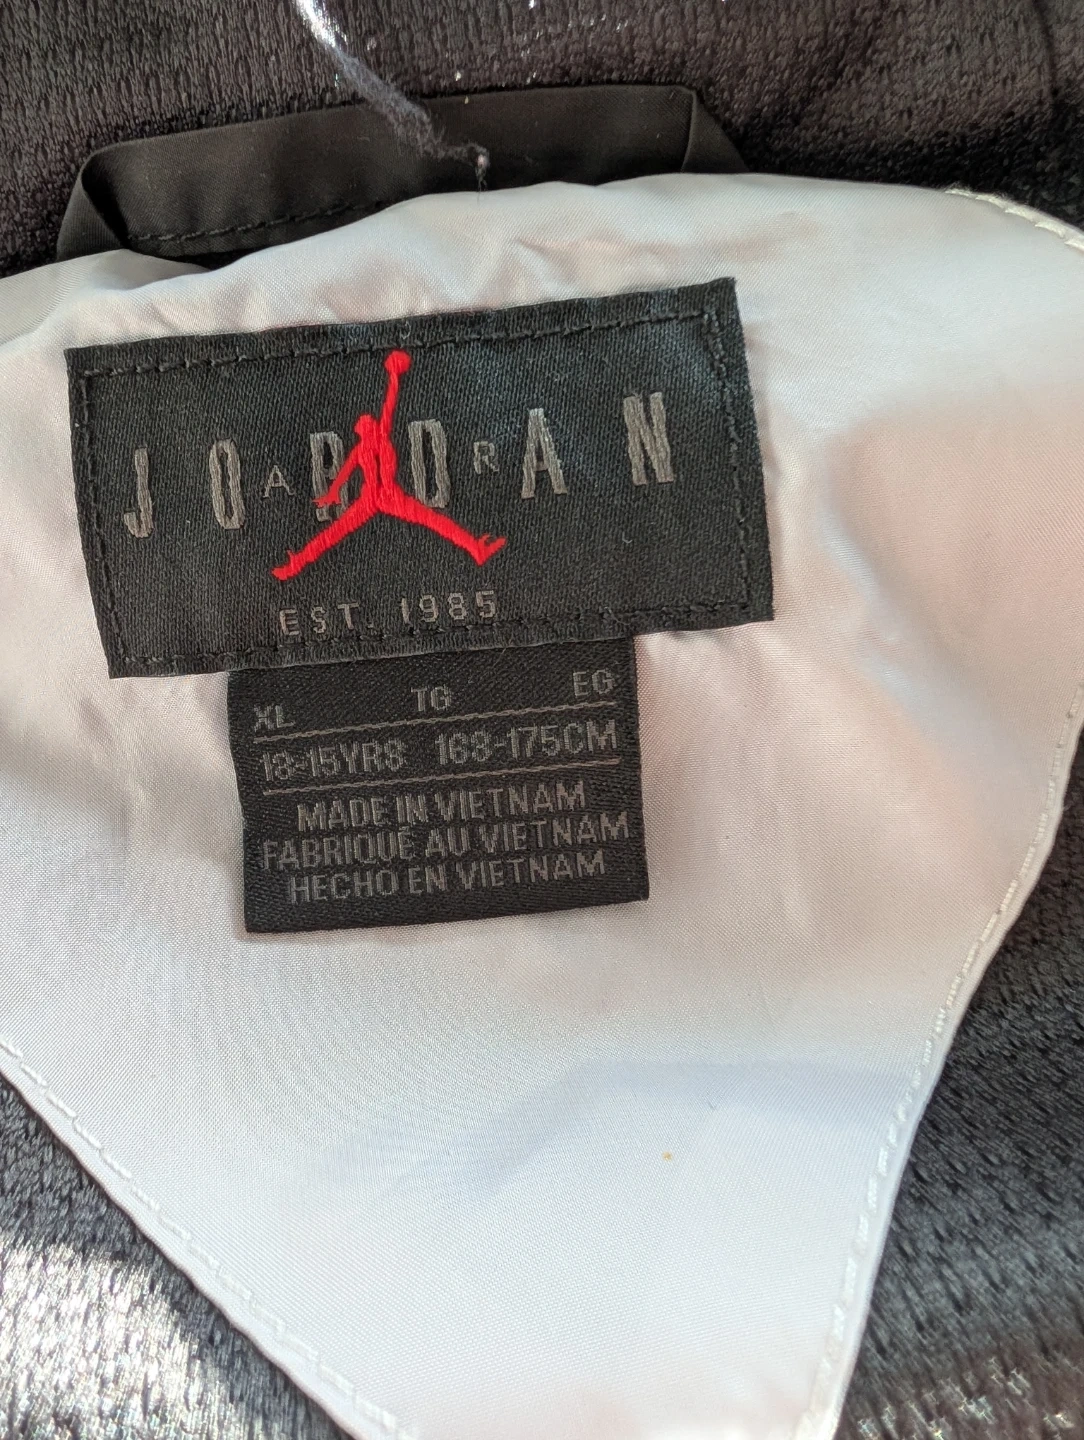 JORDAN
AR
EST. 1985
XL TG EG
13-15YRS 168-175CM
MADE IN VIETNAM
FABRIQUÉ AU VIETNAM
HECHO EN VIETNAM